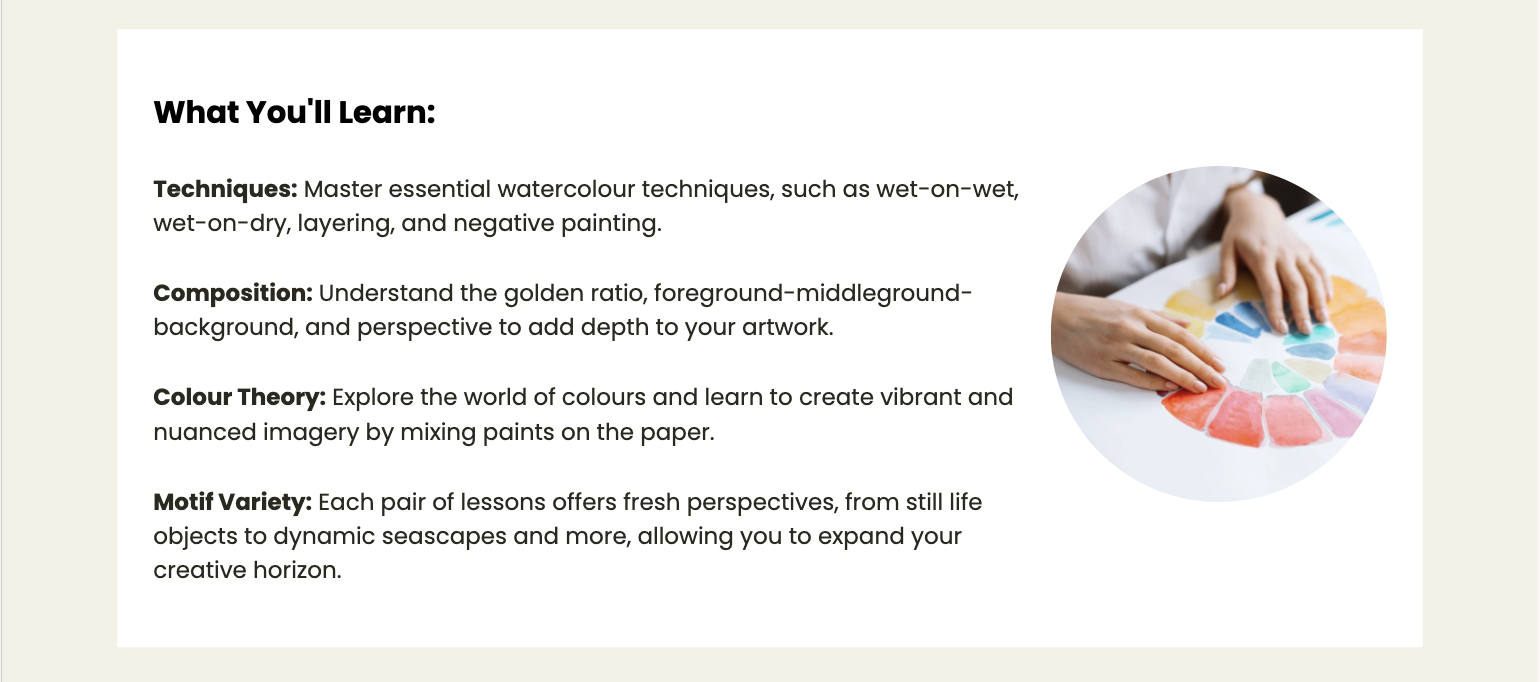 What You'll Learn:
Techniques: Master essential watercolour techniques, such as wet-on-wet,
wet-on-dry, layering, and negative painting.
Composition: Understand the golden ratio, foreground-middleground-
background, and perspective to add depth to your artwork.
Colour Theory: Explore the world of colours and learn to create vibrant and
nuanced imagery by mixing paints on the paper.
Motif Variety: Each pair of lessons offers fresh perspectives, from still life
objects to dynamic seascapes and more, allowing you to expand your
creative horizon.